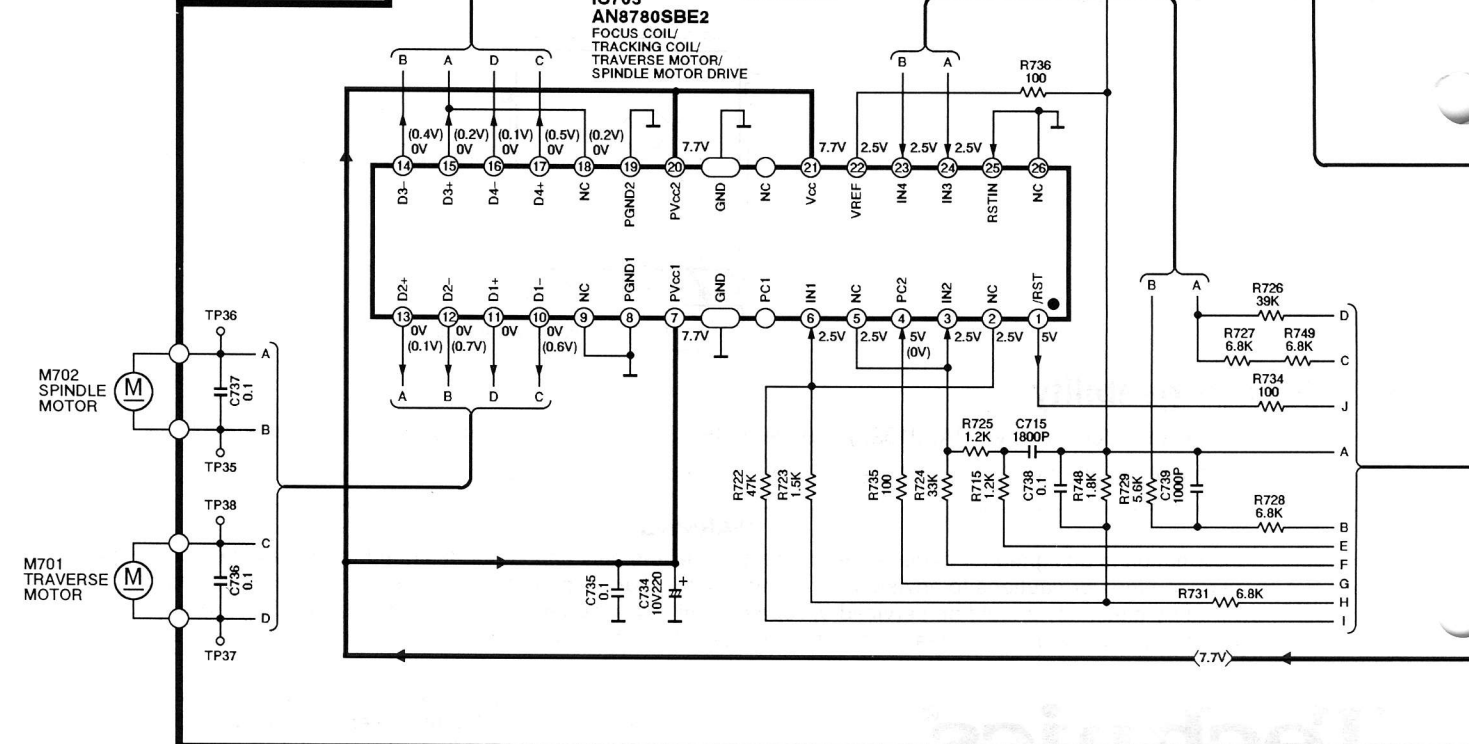 AN8780SBE2
FOCUS COIL/
TRACKING COIL/
TRAVERSE MOTOR/
SPINDLE MOTOR DRIVE
B A D C
B A
R736
100
(0.4V) (0.2V) (0.1V) (0.5V) (0.2V)
0V 0V 0V 0V 0V
7.7V 7.7V 2.5V 2.5V 2.5V
14 15 16 17 18 19 20 21 22 23 24 25 26
D3- D3+ D4- D4+ NC PGND2 PVcc2 GND NC Vcc VREF IN4 IN3 RSTIN NC
D2+ D2- D1+ D1- NC PGND1 PVcc1 GND PC1 IN1 NC PC2 IN2 NC /RST
13 12 11 10 9 8 7 6 5 4 3 2 1
0V 0V 0V 0V 7.7V 2.5V 2.5V 5V 2.5V 2.5V 5V
(0.1V) (0.7V) (0.6V) (0V)
A B D C
B A
R726
39K
D
R727 R749
6.8K 6.8K
C
R734
100
J
TP36
A
M702
SPINDLE
MOTOR
M
C737
0.1
B
TP35
TP38
C
M701
TRAVERSE
MOTOR
M
C736
0.1
D
TP37
R725 C715
1.2K 1800P
A
R722
47K
R723
1.5K
R735
100
R724
33K
R715
1.2K
C738
0.1
R748
1.8K
R729
5.6K
C739
1000P
R728
6.8K
B
E
F
G
R731 6.8K
H
I
C735
0.1
C734
10V220
+
(7.7V)